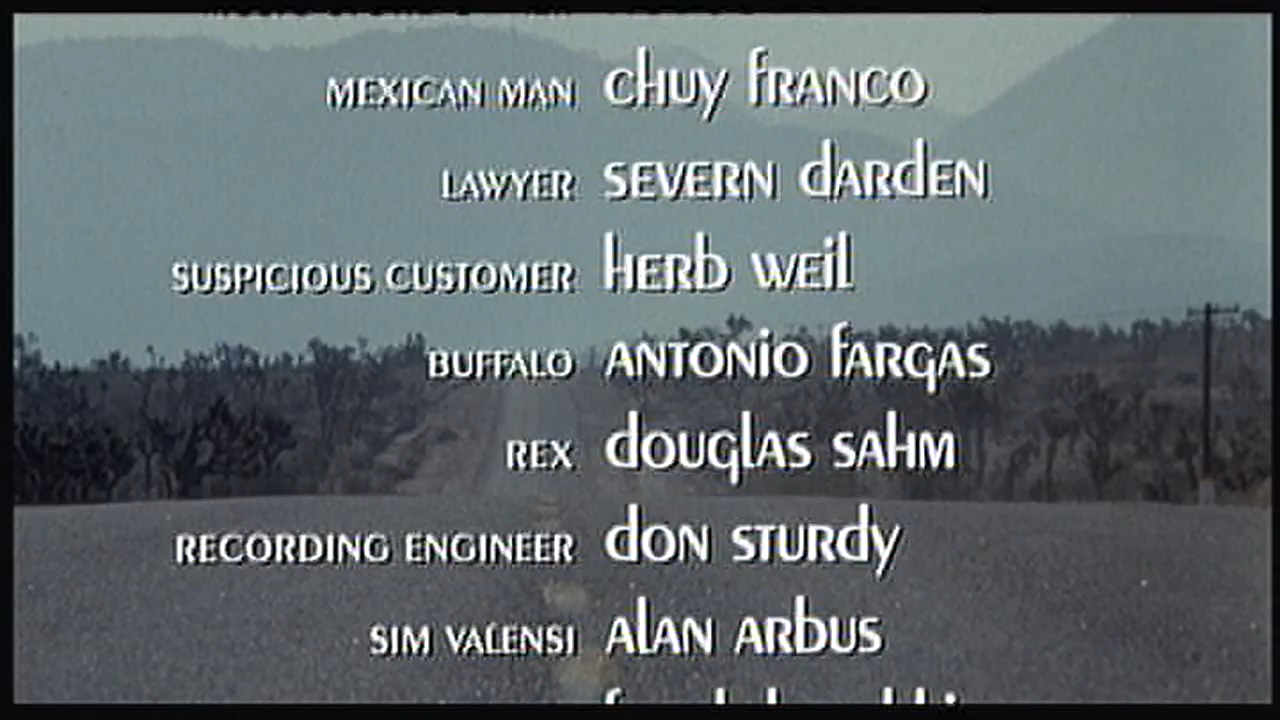 MEXICAN MAN chuy franco
LAWYER SEVERN dARdEN
SUSPICIOUS CUSTOMER hERb wEil
BUFFALO ANTONiO fARGAS
REX douglas sahm
RECORDING ENGINEER don sturdy
SIM VALENSI alan arbus